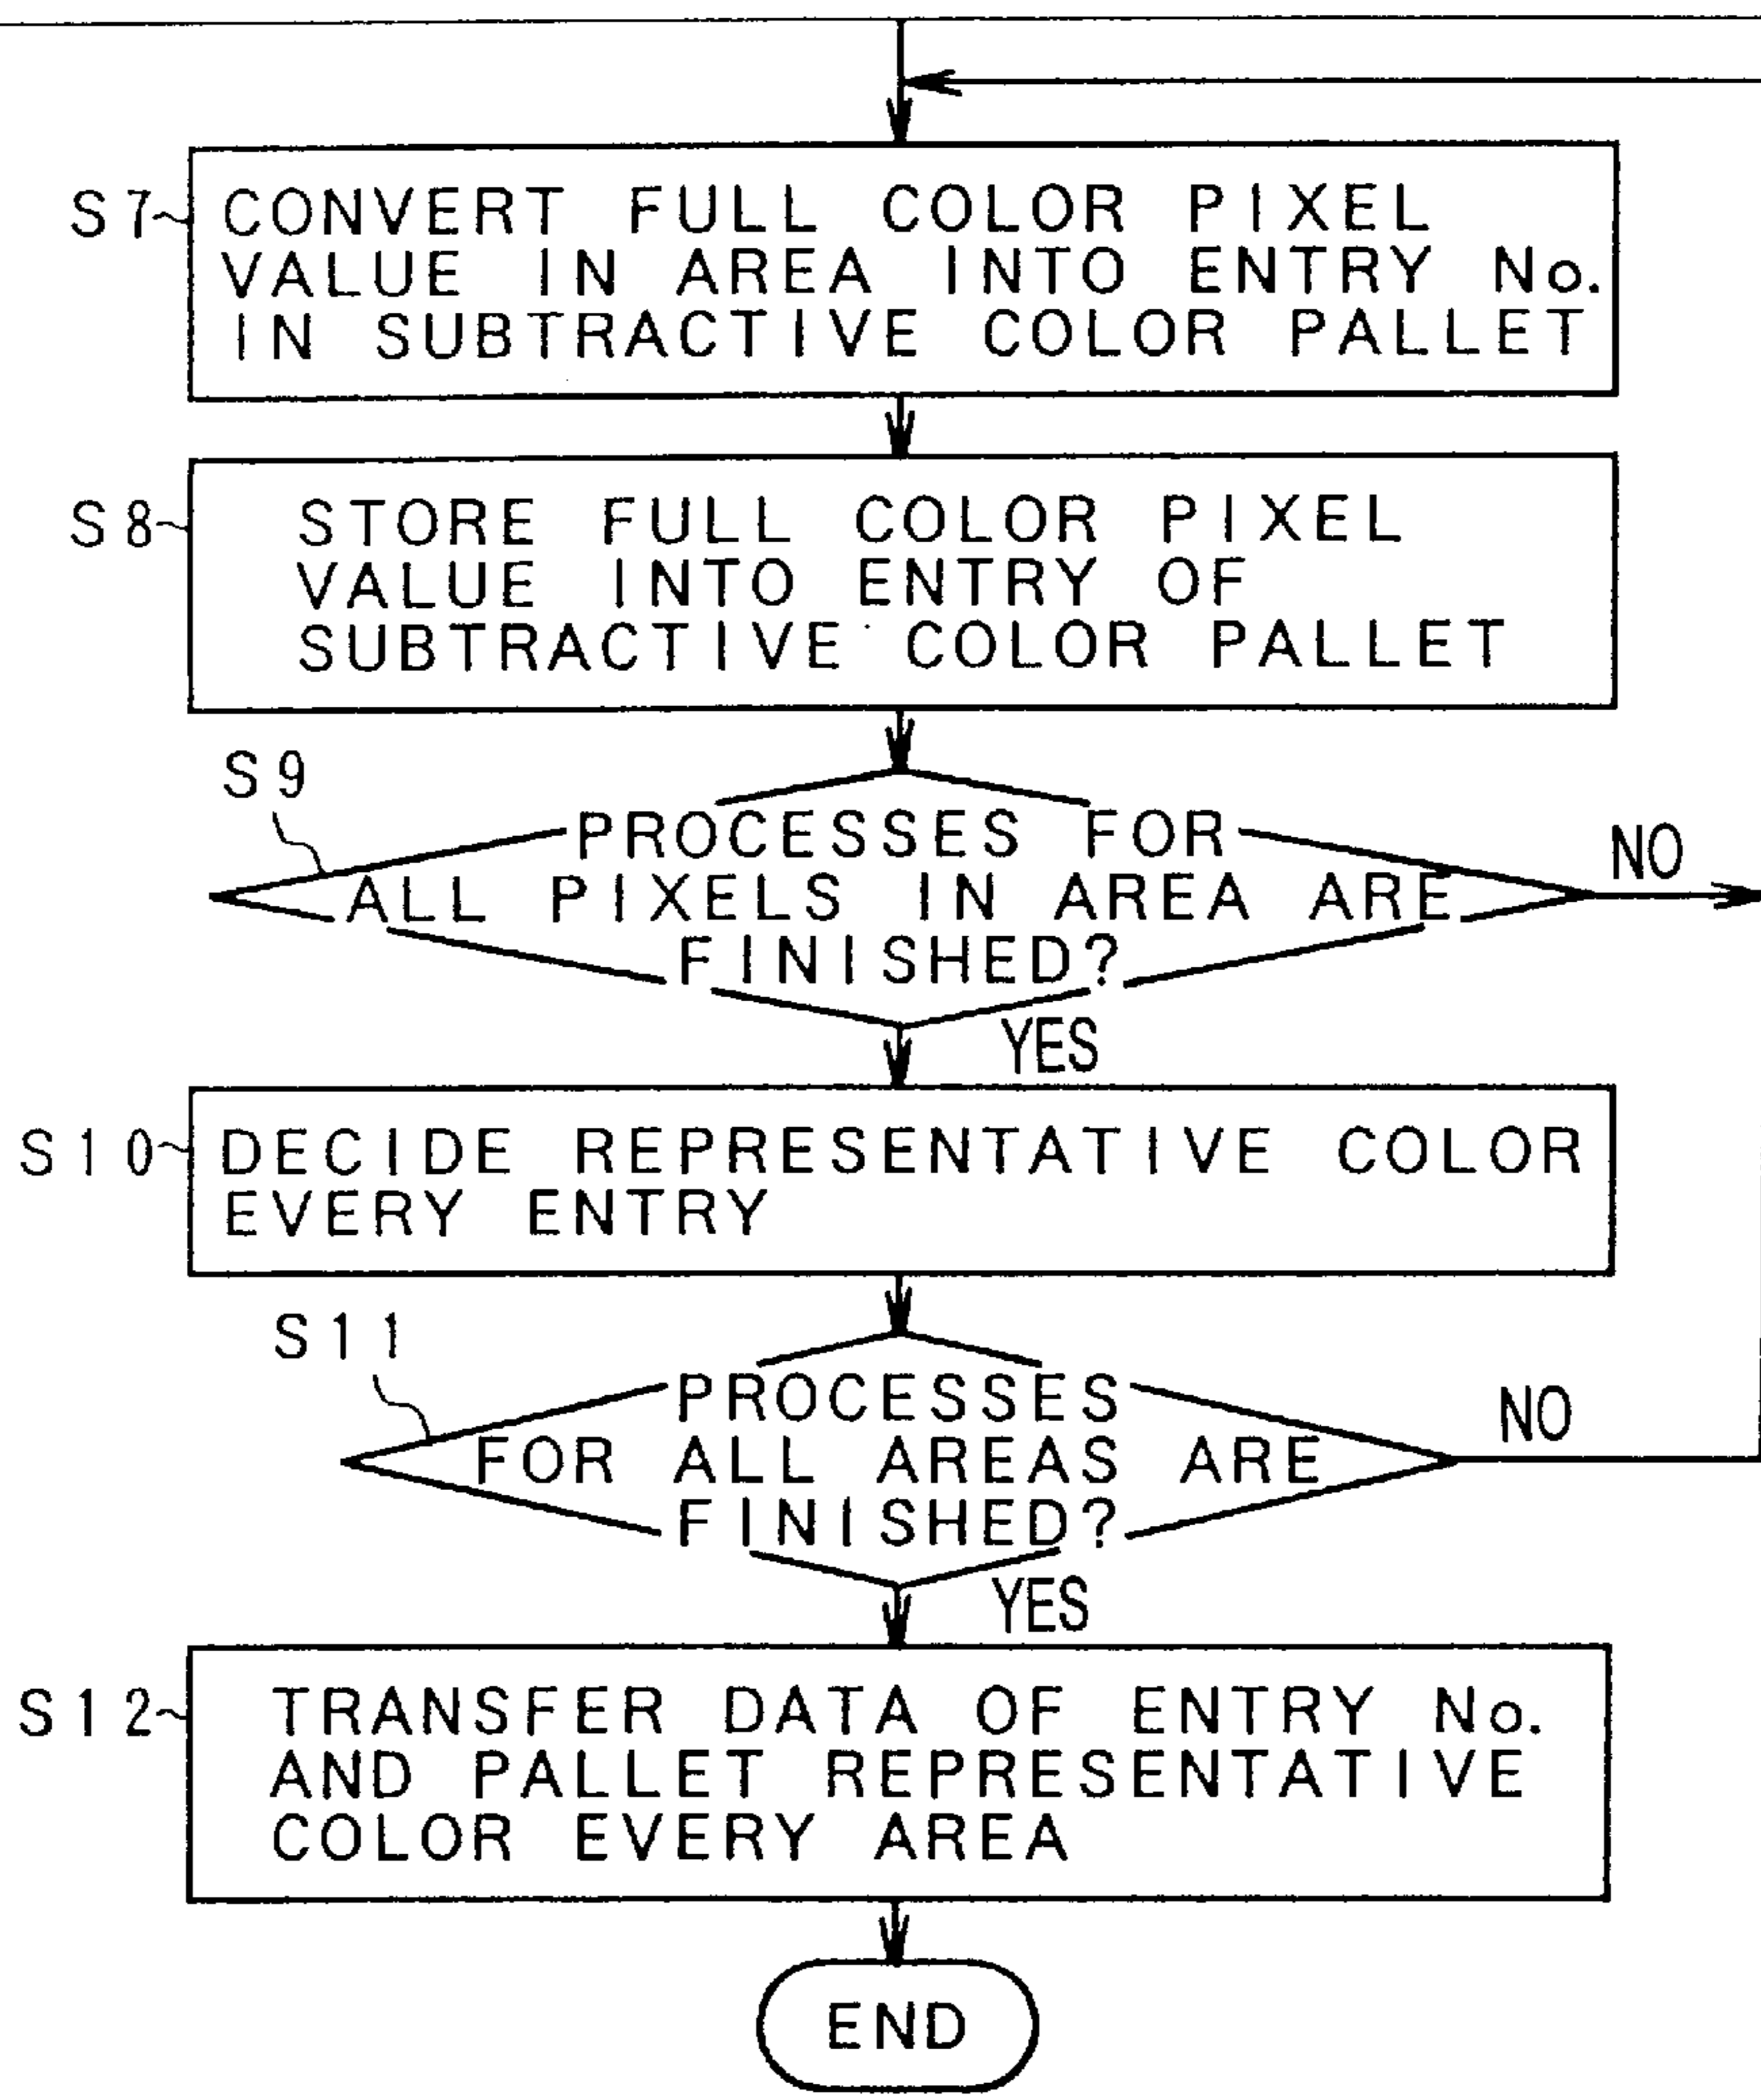 S7
CONVERT FULL COLOR PIXEL
VALUE IN AREA INTO ENTRY No.
IN SUBTRACTIVE COLOR PALLET
S8
STORE FULL COLOR PIXEL
VALUE INTO ENTRY OF
SUBTRACTIVE COLOR PALLET
S9
PROCESSES FOR
ALL PIXELS IN AREA ARE
FINISHED?
NO
YES
S10
DECIDE REPRESENTATIVE COLOR
EVERY ENTRY
S11
PROCESSES
FOR ALL AREAS ARE
FINISHED?
NO
YES
S12
TRANSFER DATA OF ENTRY No.
AND PALLET REPRESENTATIVE
COLOR EVERY AREA
END